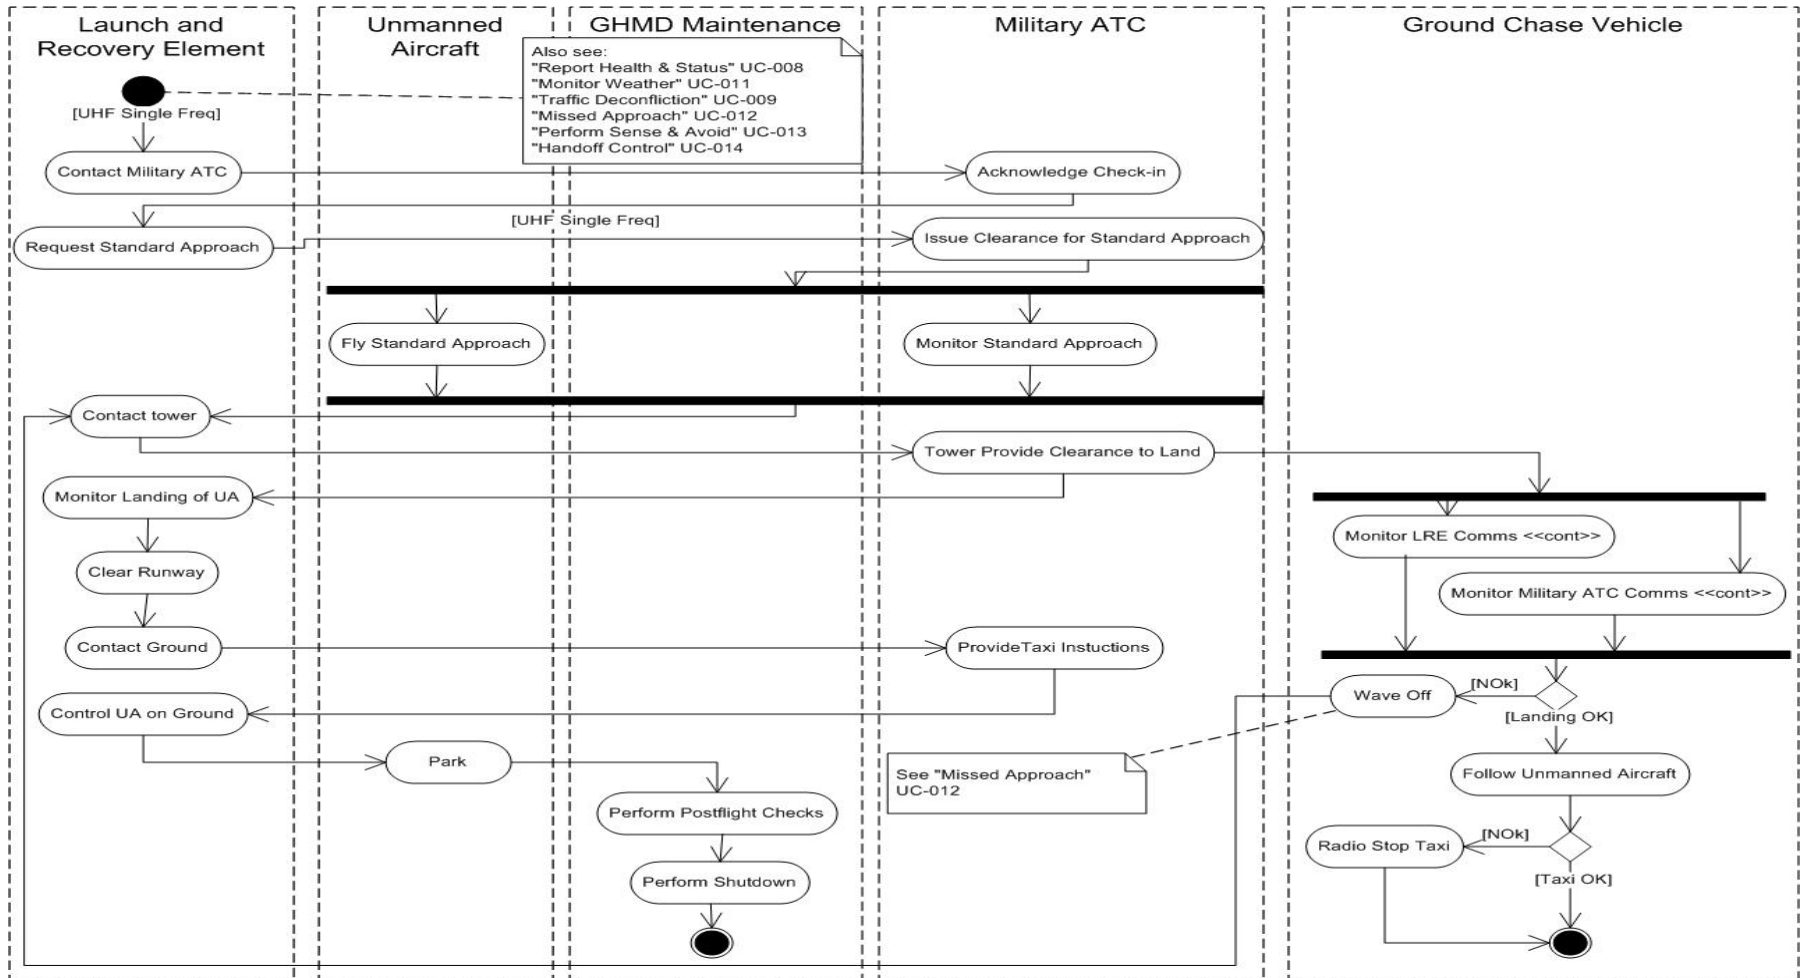 Launch and
Recovery Element
Unmanned
Aircraft
GHMD Maintenance
Military ATC
Ground Chase Vehicle
Also see:
"Report Health & Status" UC-008
"Monitor Weather" UC-011
"Traffic Deconfliction" UC-009
"Missed Approach" UC-012
"Perform Sense & Avoid" UC-013
"Handoff Control" UC-014
[UHF Single Freq]
Contact Military ATC
Acknowledge Check-in
[UHF Single Freq]
Request Standard Approach
Issue Clearance for Standard Approach
Fly Standard Approach
Monitor Standard Approach
Contact tower
Tower Provide Clearance to Land
Monitor Landing of UA
Monitor LRE Comms <<cont>>
Clear Runway
Monitor Military ATC Comms <<cont>>
Contact Ground
ProvideTaxi Instuctions
[NOk]
Wave Off
Control UA on Ground
[Landing OK]
Park
See "Missed Approach"
UC-012
Follow Unmanned Aircraft
Perform Postflight Checks
[NOk]
Radio Stop Taxi
Perform Shutdown
[Taxi OK]